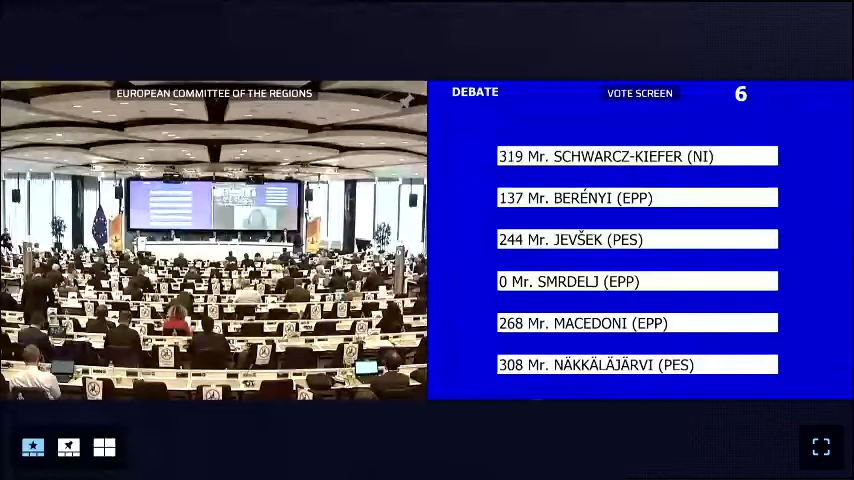 EUROPEAN COMMITTEE OF THE REGIONS
DEBATE
VOTE SCREEN
6
319 Mr. SCHWARCZ-KIEFER (NI)
137 Mr. BERÉNYI (EPP)
244 Mr. JEVŠEK (PES)
0 Mr. SMRDELJ (EPP)
268 Mr. MACEDONI (EPP)
308 Mr. NÄKKÄLÄJÄRVI (PES)